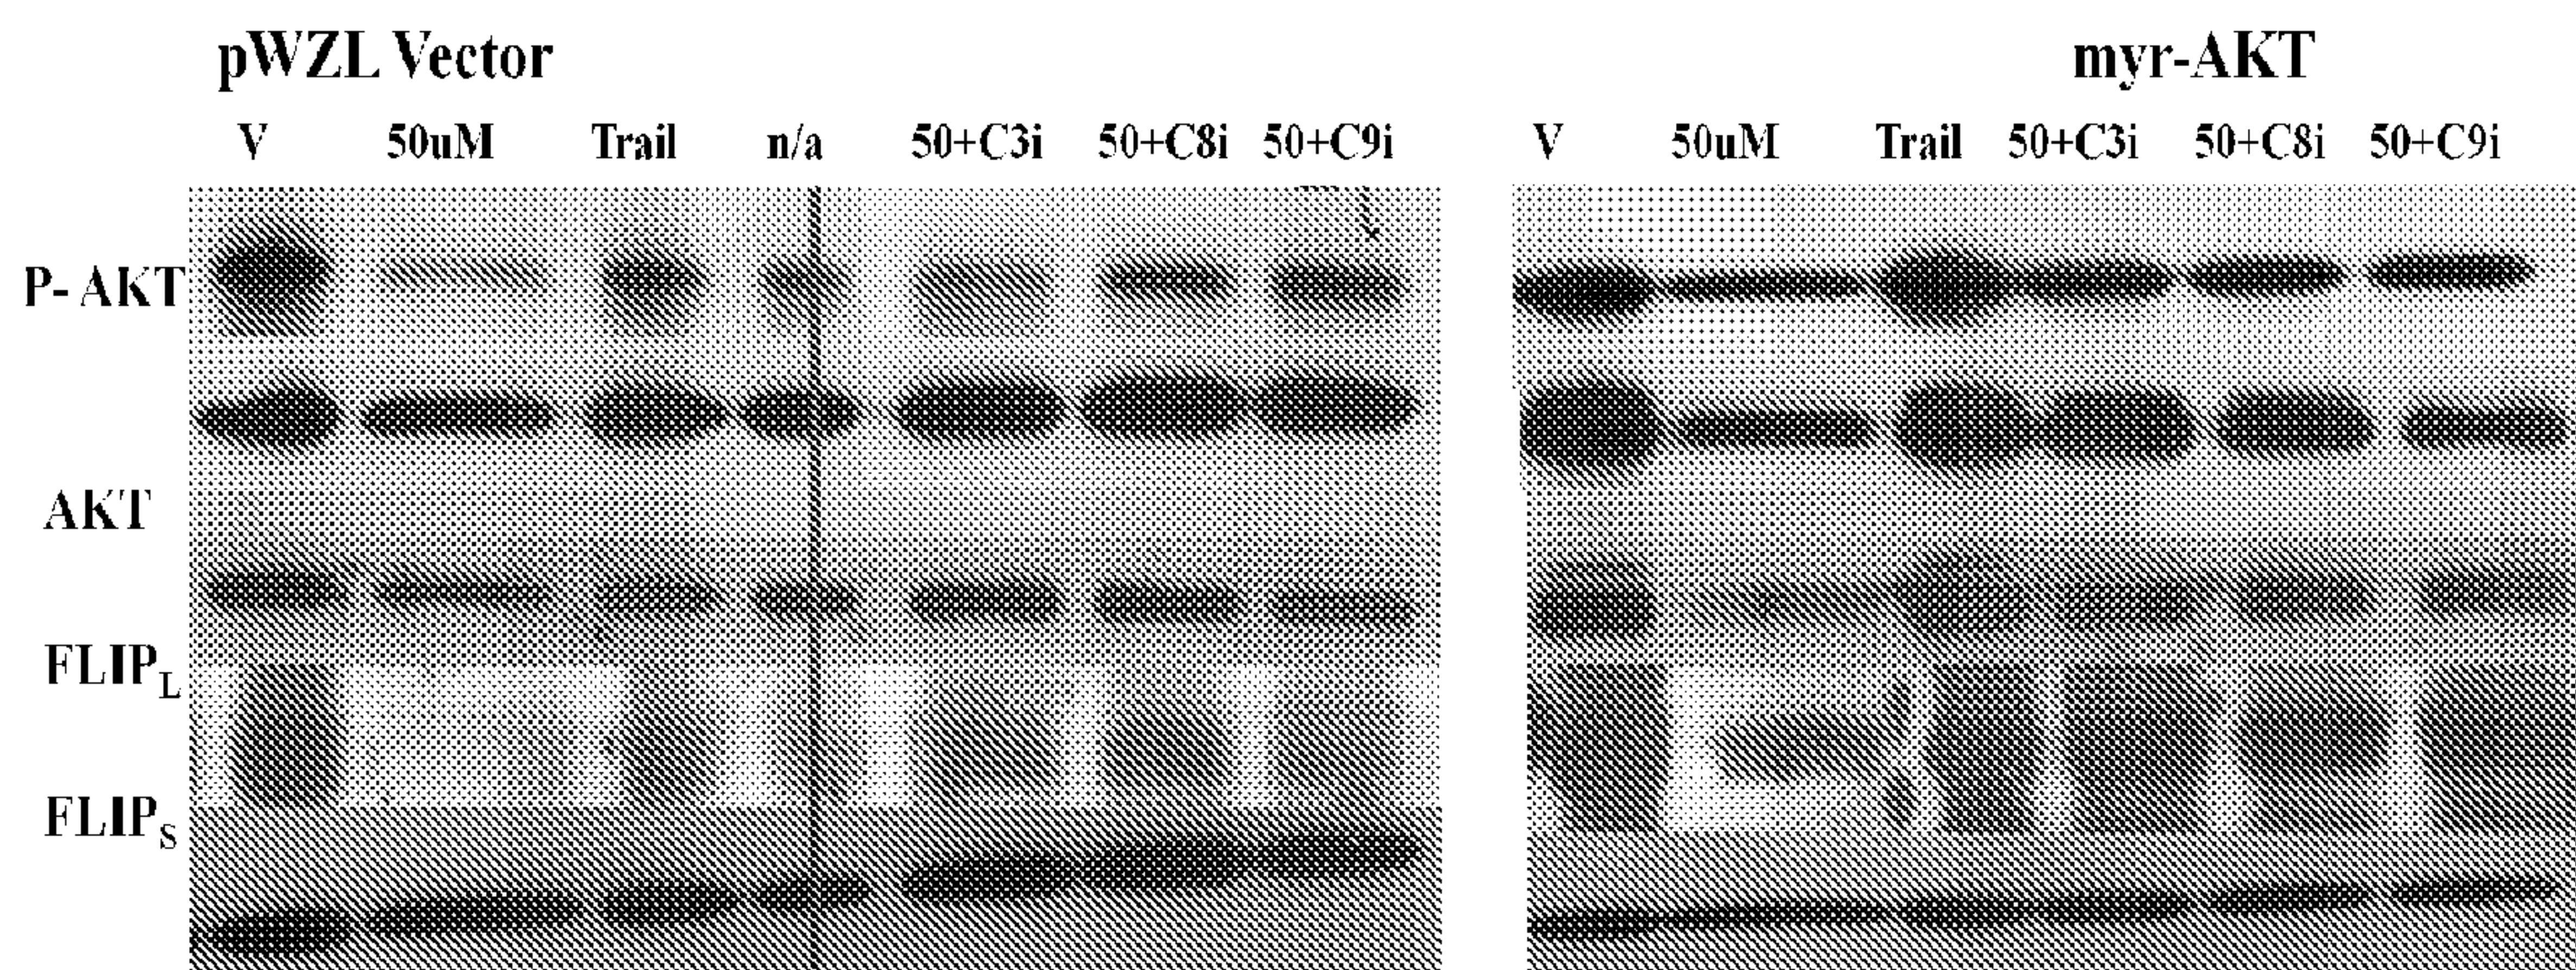 pWZL Vector myr-AKT
V 50uM Trail n/a 50+C3i 50+C8i 50+C9i V 50uM Trail 50+C3i 50+C8i 50+C9i
P- AKT
AKT
FLIPL
FLIPS